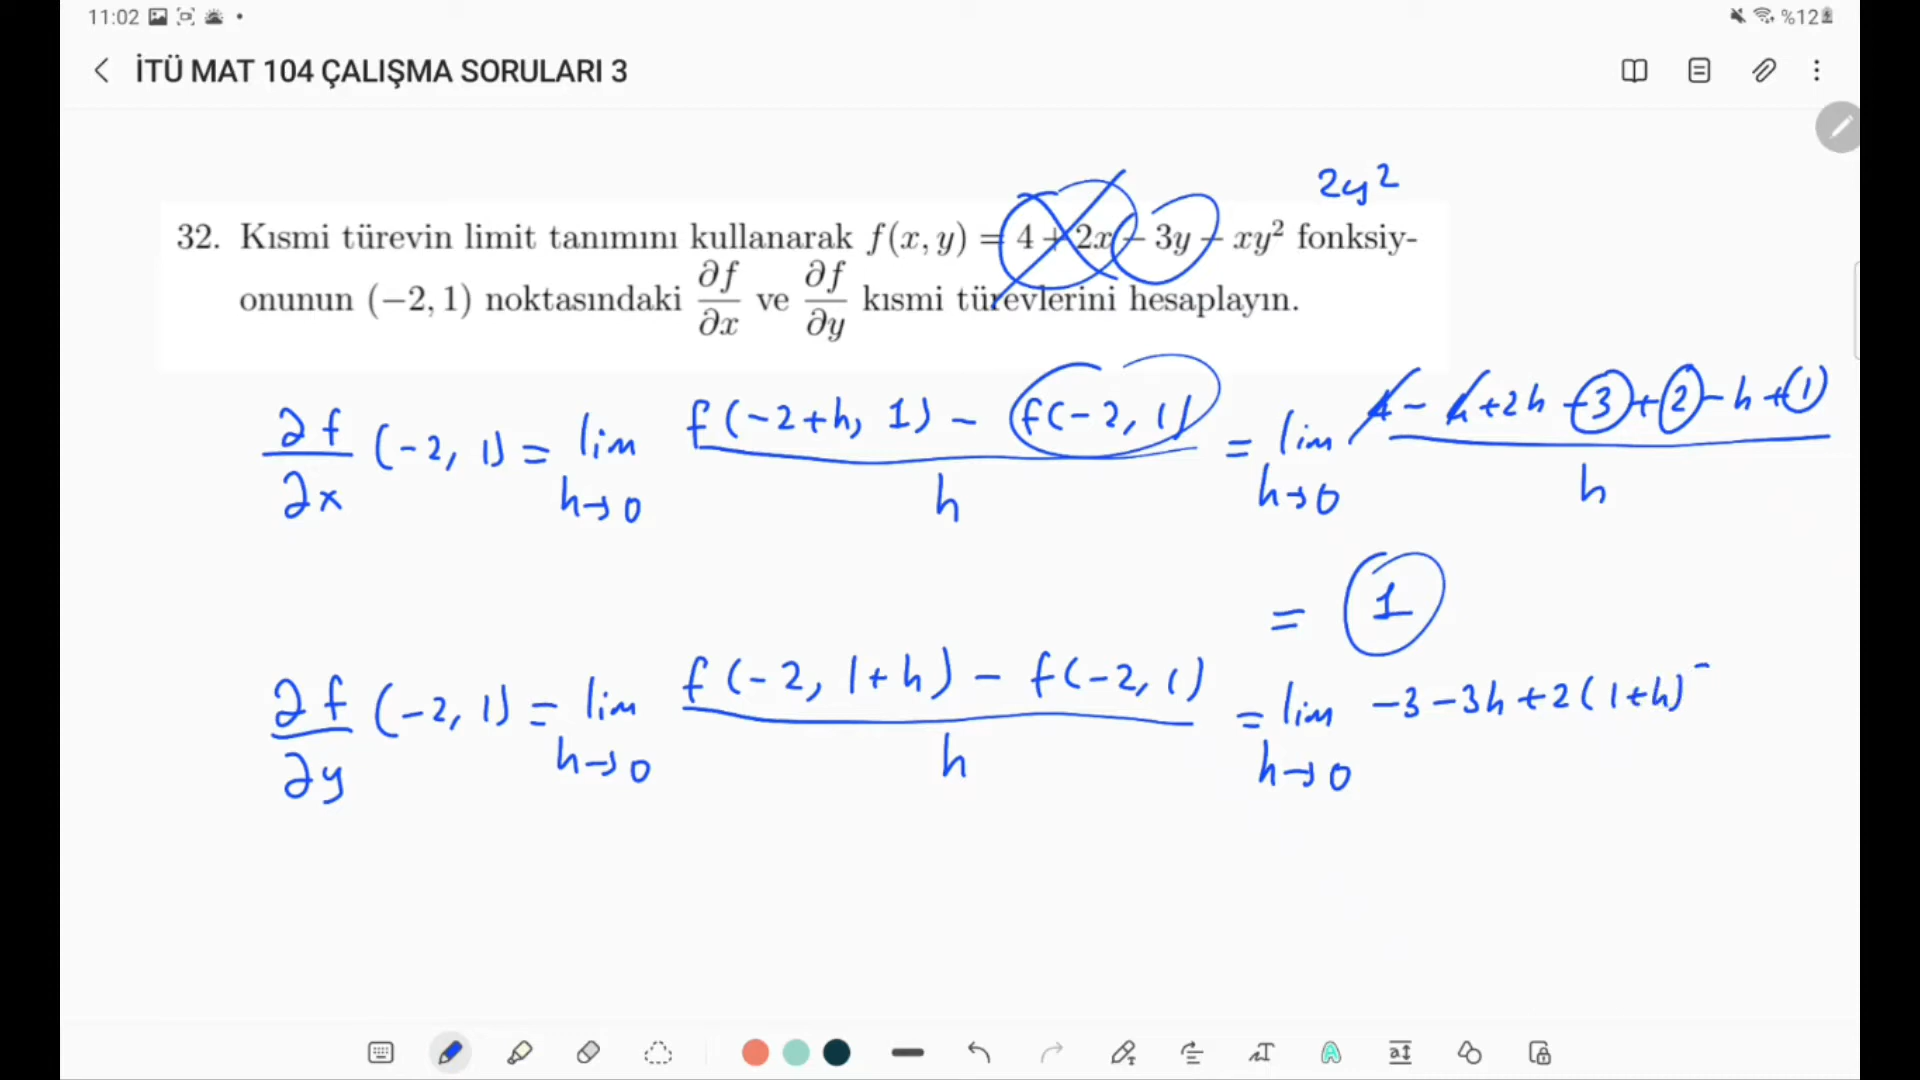 11:02 %12
İTÜ MAT 104 ÇALIŞMA SORULARI 3
2y²
32. Kısmi türevin limit tanımını kullanarak f(x, y) = 4 + 2x − 3y − xy² fonksiy-
onunun (−2, 1) noktasındaki ∂f/∂x ve ∂f/∂y kısmi türevlerini hesaplayın.
∂f/∂x (-2, 1) = lim h→0 f(-2+h, 1) - f(-2, 1) / h = lim h→0 4 - 4 + 2h - 3 + 2 - h + 1 / h
= 1
∂f/∂y (-2, 1) = lim h→0 f(-2, 1+h) - f(-2, 1) / h = lim h→0 -3 - 3h + 2(1+h)